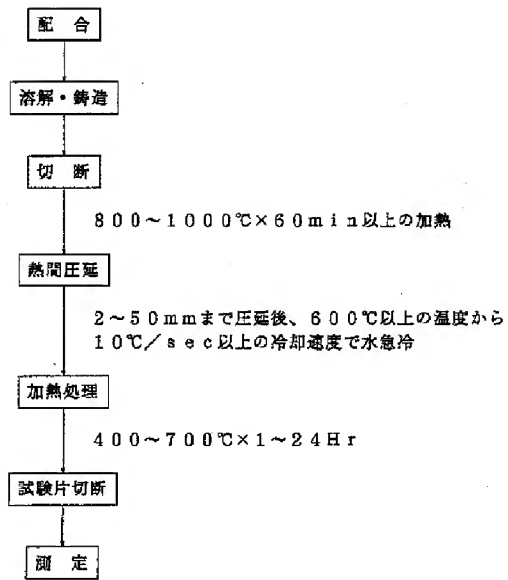 配 合
溶解・鋳造
切 断
800~1000℃×60min以上の加熱
熱間圧延
2~50mmまで圧延後、600℃以上の温度から
10℃/sec以上の冷却速度で水急冷
加熱処理
400~700℃×1~24Hr
試験片切断
測 定